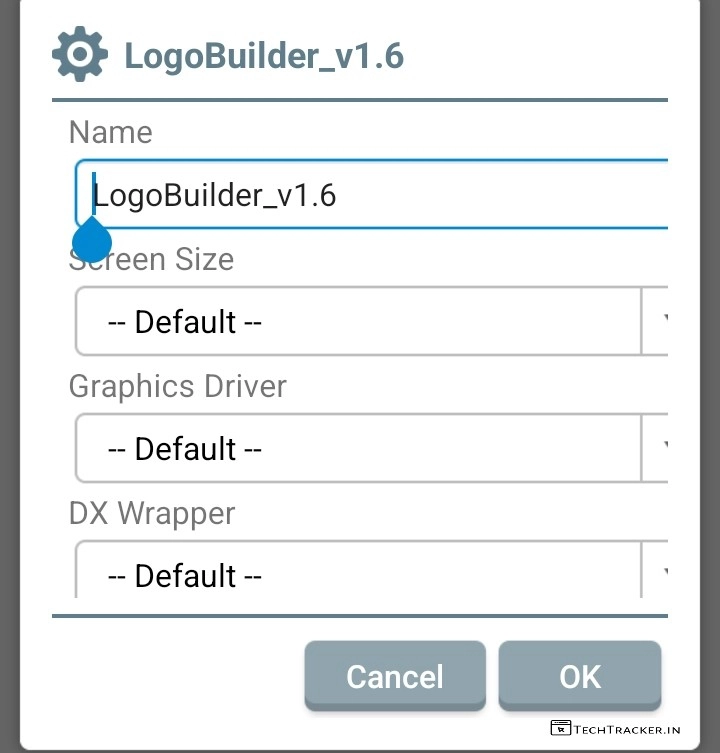 LogoBuilder_v1.6
Name
LogoBuilder_v1.6
Screen Size
-- Default --
Graphics Driver
-- Default --
DX Wrapper
-- Default --
Cancel OK
TECHTRACKER.IN